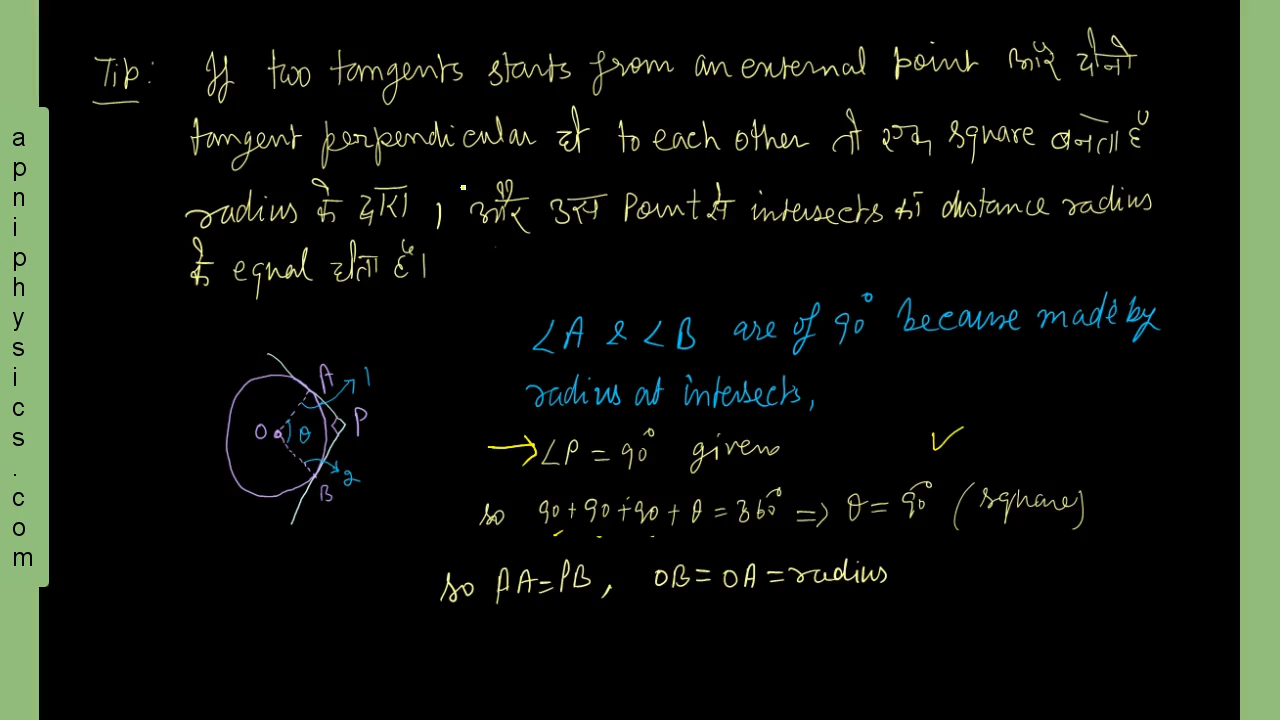 apniphysics.com
Tip: If two tangents starts from an external point और दोनो
tangent perpendicular हो to each other तो एक square बनता है
radius के द्वारा, और उस Point से intersects का distance radius
के equal होता है।
∠A & ∠B are of 90° because made by
radius at intersects,
→ ∠P = 90° given ✓
so 90 + 90 + 90 + θ = 360° ⇒ θ = 90° (square)
so PA = PB, OB = OA = radius
A 1
O θ P
2
B